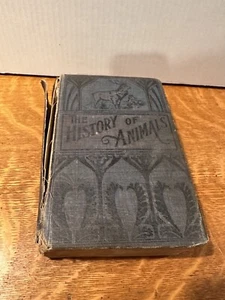 THE
HISTORY OF
ANIMALS